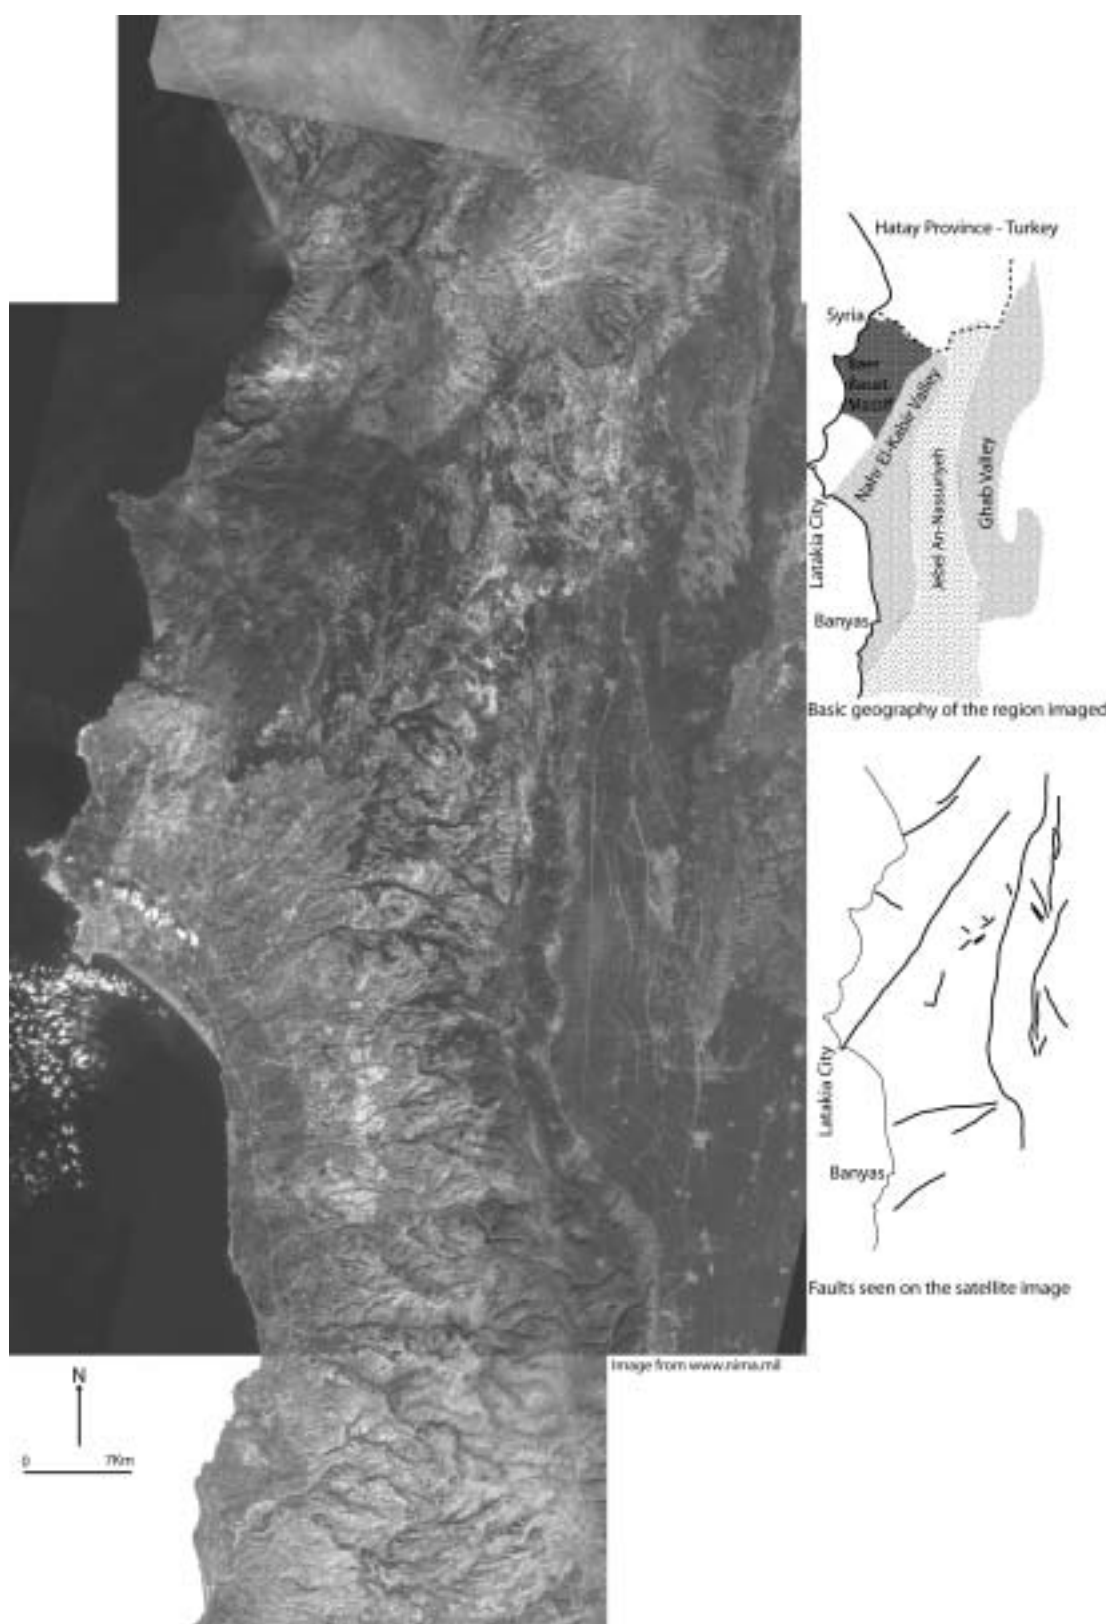 Hatay Province - Turkey
Syria
Baer
Bassit
Massif
Nahr El-Kabir Valley
Jebel An-Nasuriyeh
Ghab Valley
Latakia City
Banyas
Basic geography of the region imaged
Latakia City
Banyas
Faults seen on the satellite image
Image from www.nima.mil
N
0 7Km